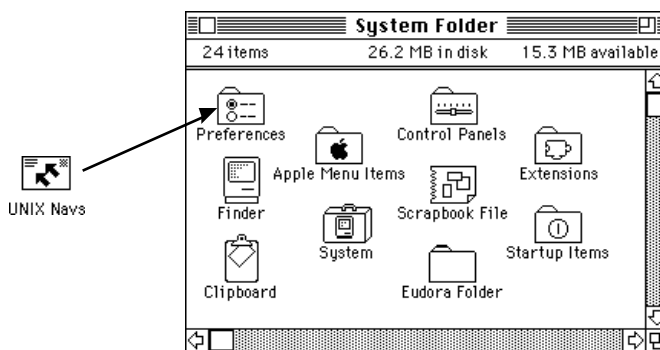 System Folder
24 items 26.2 MB in disk 15.3 MB available
Preferences
Control Panels
Apple Menu Items
Extensions
UNIX Navs
Finder
Scrapbook File
System
Startup Items
Clipboard
Eudora Folder